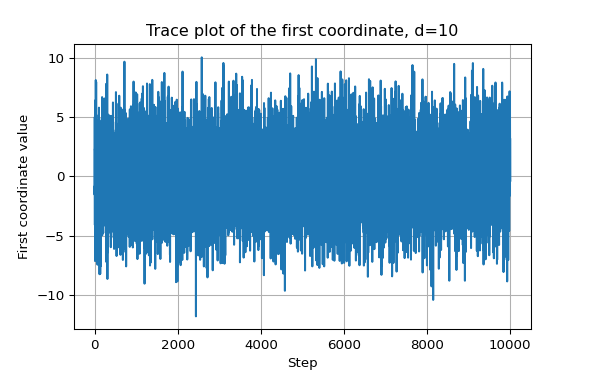 Trace plot of the first coordinate, d=10
First coordinate value
10
5
0
−5
−10
0 2000 4000 6000 8000 10000
Step